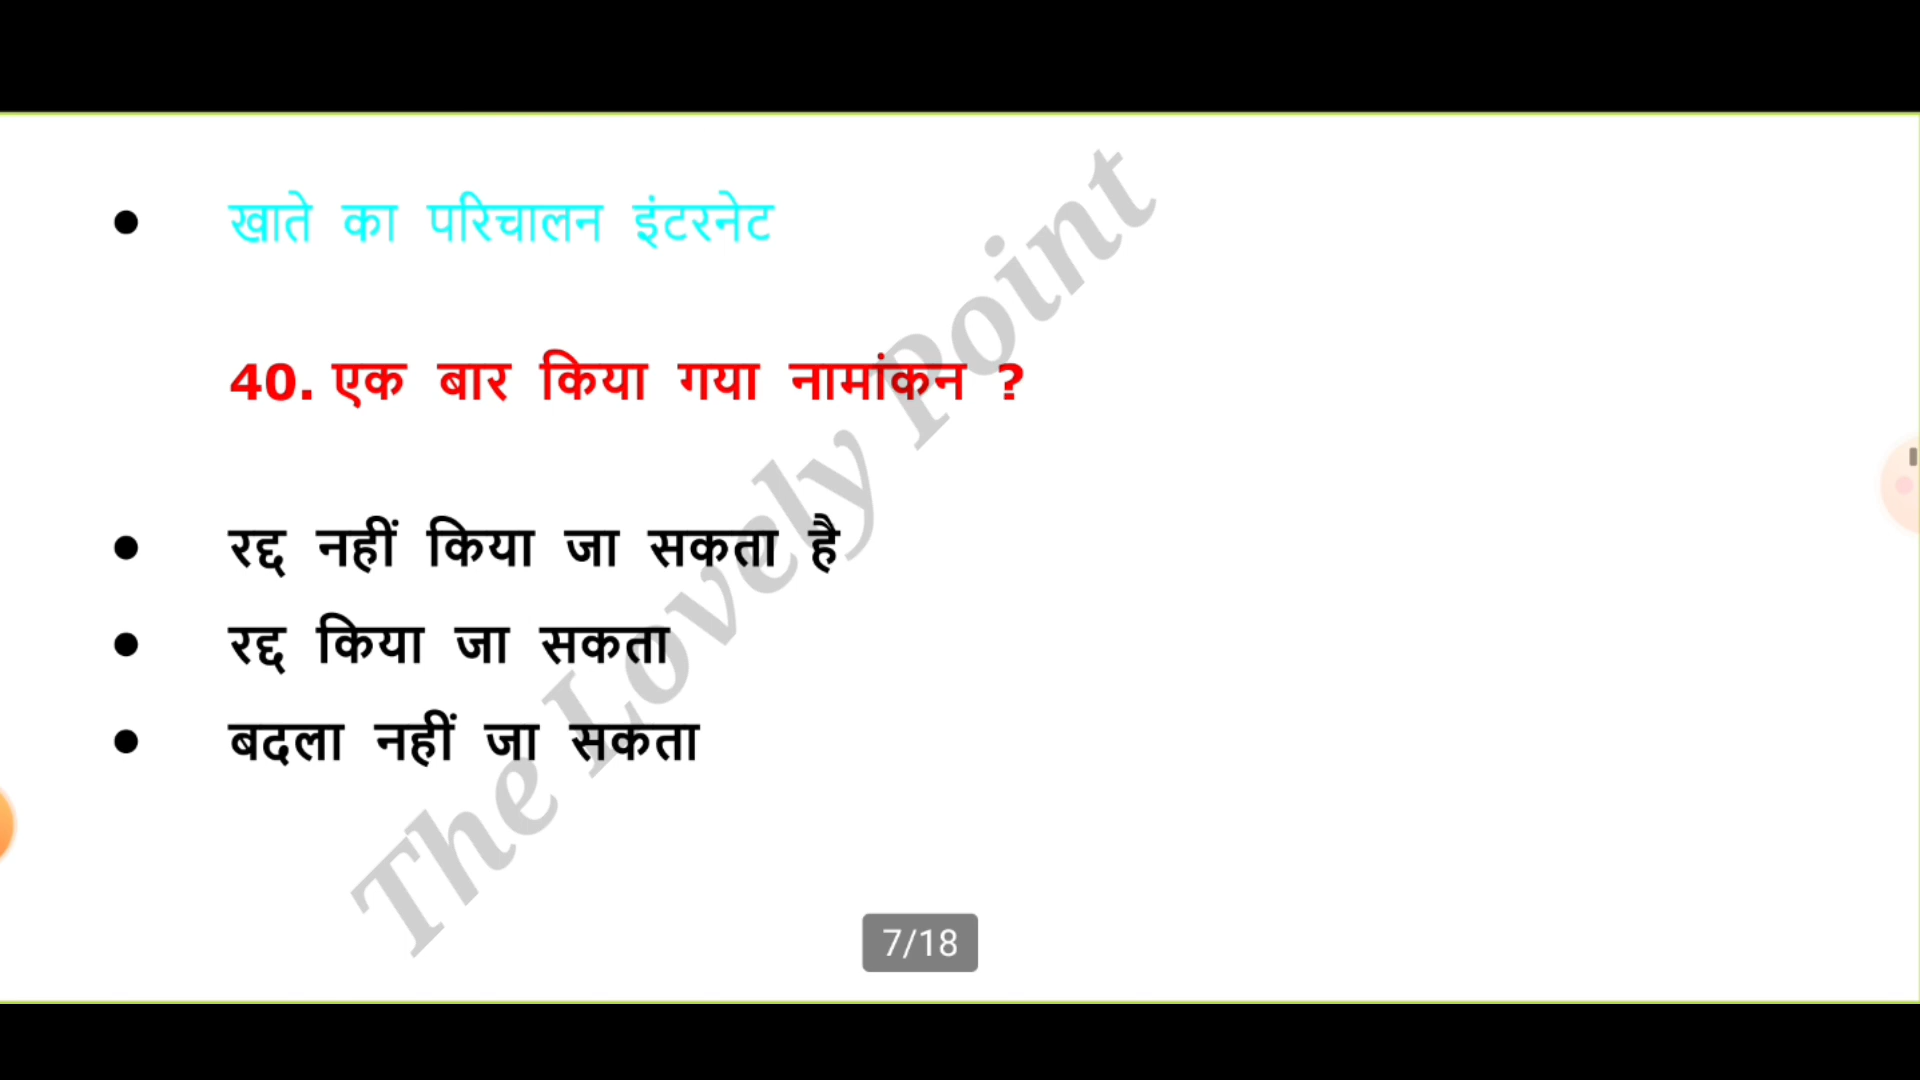 खाते का परिचालन इंटरनेट
40. एक बार किया गया नामांकन ?
रद्द नहीं किया जा सकता है
रद्द किया जा सकता
बदला नहीं जा सकता
The Lovely Point
7/18